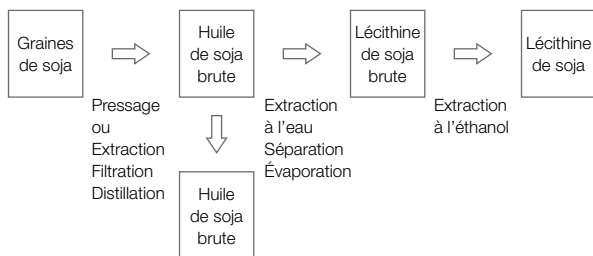 Graines
de soja
Huile
de soja
brute
Lécithine
de soja
brute
Lécithine
de soja
Pressage
ou
Extraction
Filtration
Distillation
Extraction
à l'eau
Séparation
Évaporation
Extraction
à l'éthanol
Huile
de soja
brute